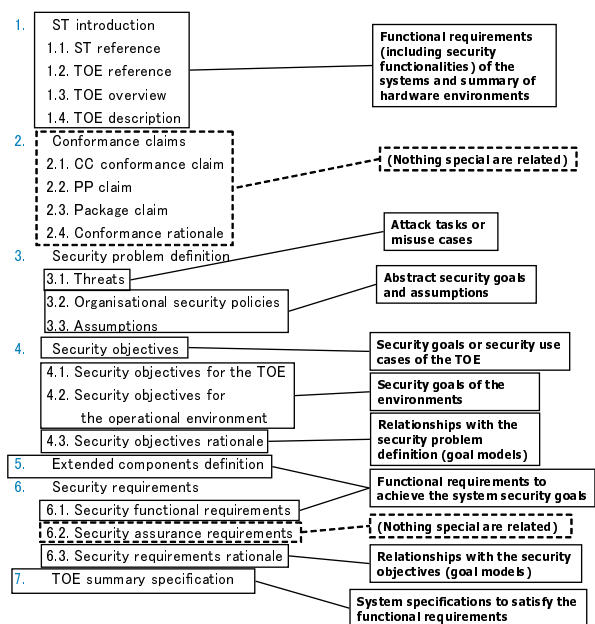 1. ST introduction
1.1. ST reference
1.2. TOE reference
1.3. TOE overview
1.4. TOE description
2. Conformance claims
2.1. CC conformance claim
2.2. PP claim
2.3. Package claim
2.4. Conformance rationale
3. Security problem definition
3.1. Threats
3.2. Organisational security policies
3.3. Assumptions
4. Security objectives
4.1. Security objectives for the TOE
4.2. Security objectives for
the operational environment
4.3. Security objectives rationale
5. Extended components definition
6. Security requirements
6.1. Security functional requirements
6.2. Security assurance requirements
6.3. Security requirements rationale
7. TOE summary specification
Functional requirements
(including security
functionalities) of the
systems and summary of
hardware environments
(Nothing special are related)
Attack tasks or
misuse cases
Abstract security goals
and assumptions
Security goals or security use
cases of the TOE
Security goals of the
environments
Relationships with the
security problem
definition (goal models)
Functional requirements to
achieve the system security goals
(Nothing special are related)
Relationships with the security
objectives (goal models)
System specifications to satisfy the
functional requirements